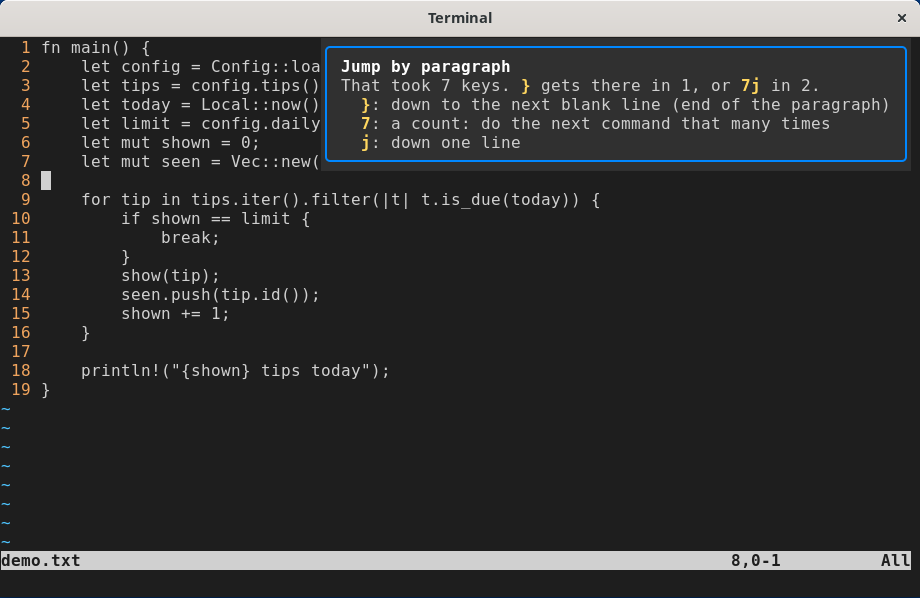 Terminal
×
1 fn main() {
2     let config = Config::loa
3     let tips = config.tips()
4     let today = Local::now()
5     let limit = config.daily
6     let mut shown = 0;
7     let mut seen = Vec::new(
Jump by paragraph
That took 7 keys. } gets there in 1, or 7j in 2.
  }: down to the next blank line (end of the paragraph)
  7: a count: do the next command that many times
  j: down one line
8
9     for tip in tips.iter().filter(|t| t.is_due(today)) {
10         if shown == limit {
11             break;
12         }
13         show(tip);
14         seen.push(tip.id());
15         shown += 1;
16     }
17
18     println!("{shown} tips today");
19 }
~
~
~
~
~
~
~
~
demo.txt 8,0-1 All